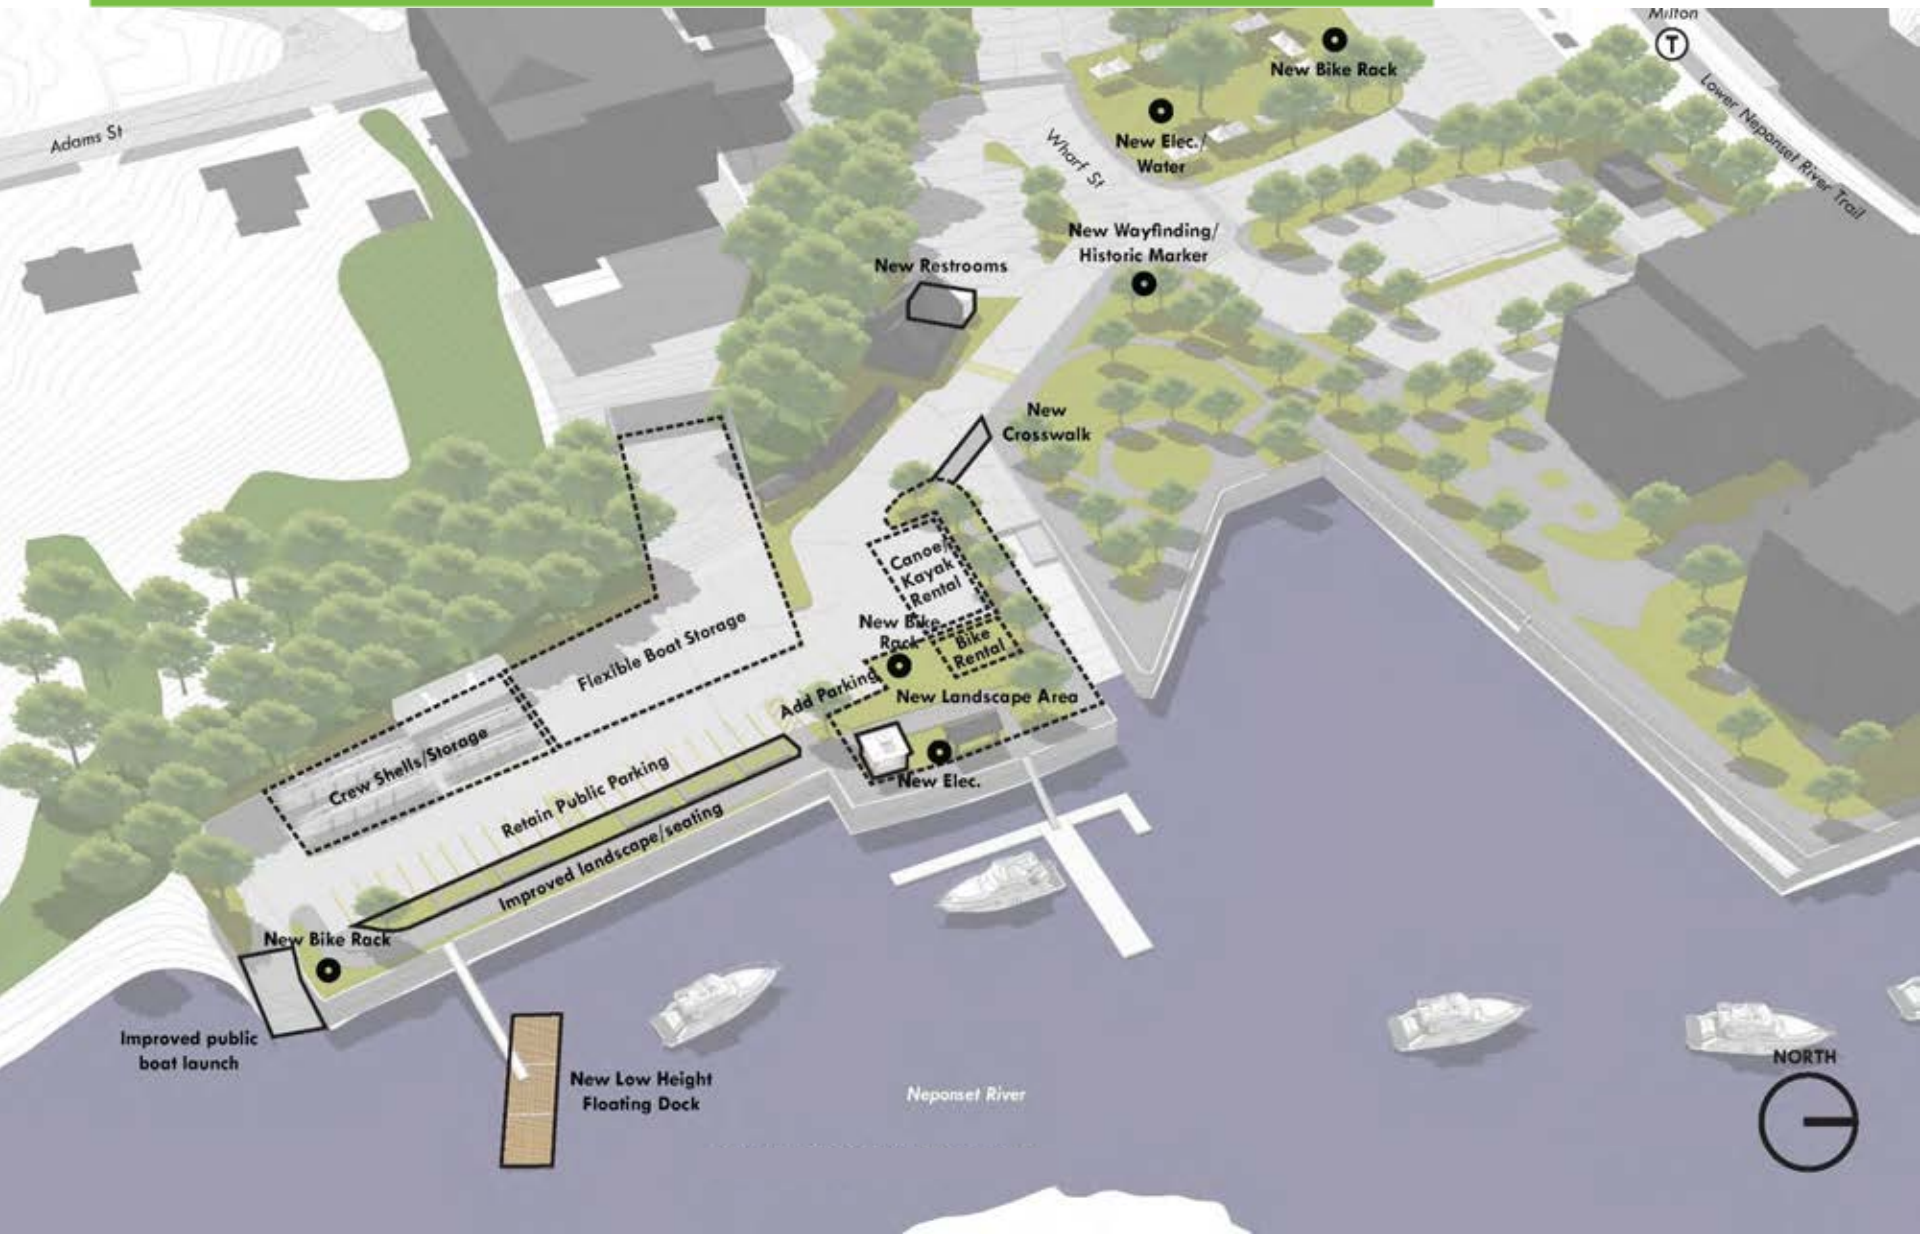 Milton
T
New Bike Rack
Lower Neponset River Trail
Adams St
New Elec./
Water
Wharf St
New Wayfinding/
Historic Marker
New Restrooms
New
Crosswalk
Canoe/
Kayak
Rental
New Bike
Rack
Bike
Rental
Flexible Boat Storage
Add Parking
New Landscape Area
Crew Shells/Storage
Retain Public Parking
New Elec.
Improved landscape/seating
New Bike Rack
Improved public
boat launch
New Low Height
Floating Dock
Neponset River
NORTH